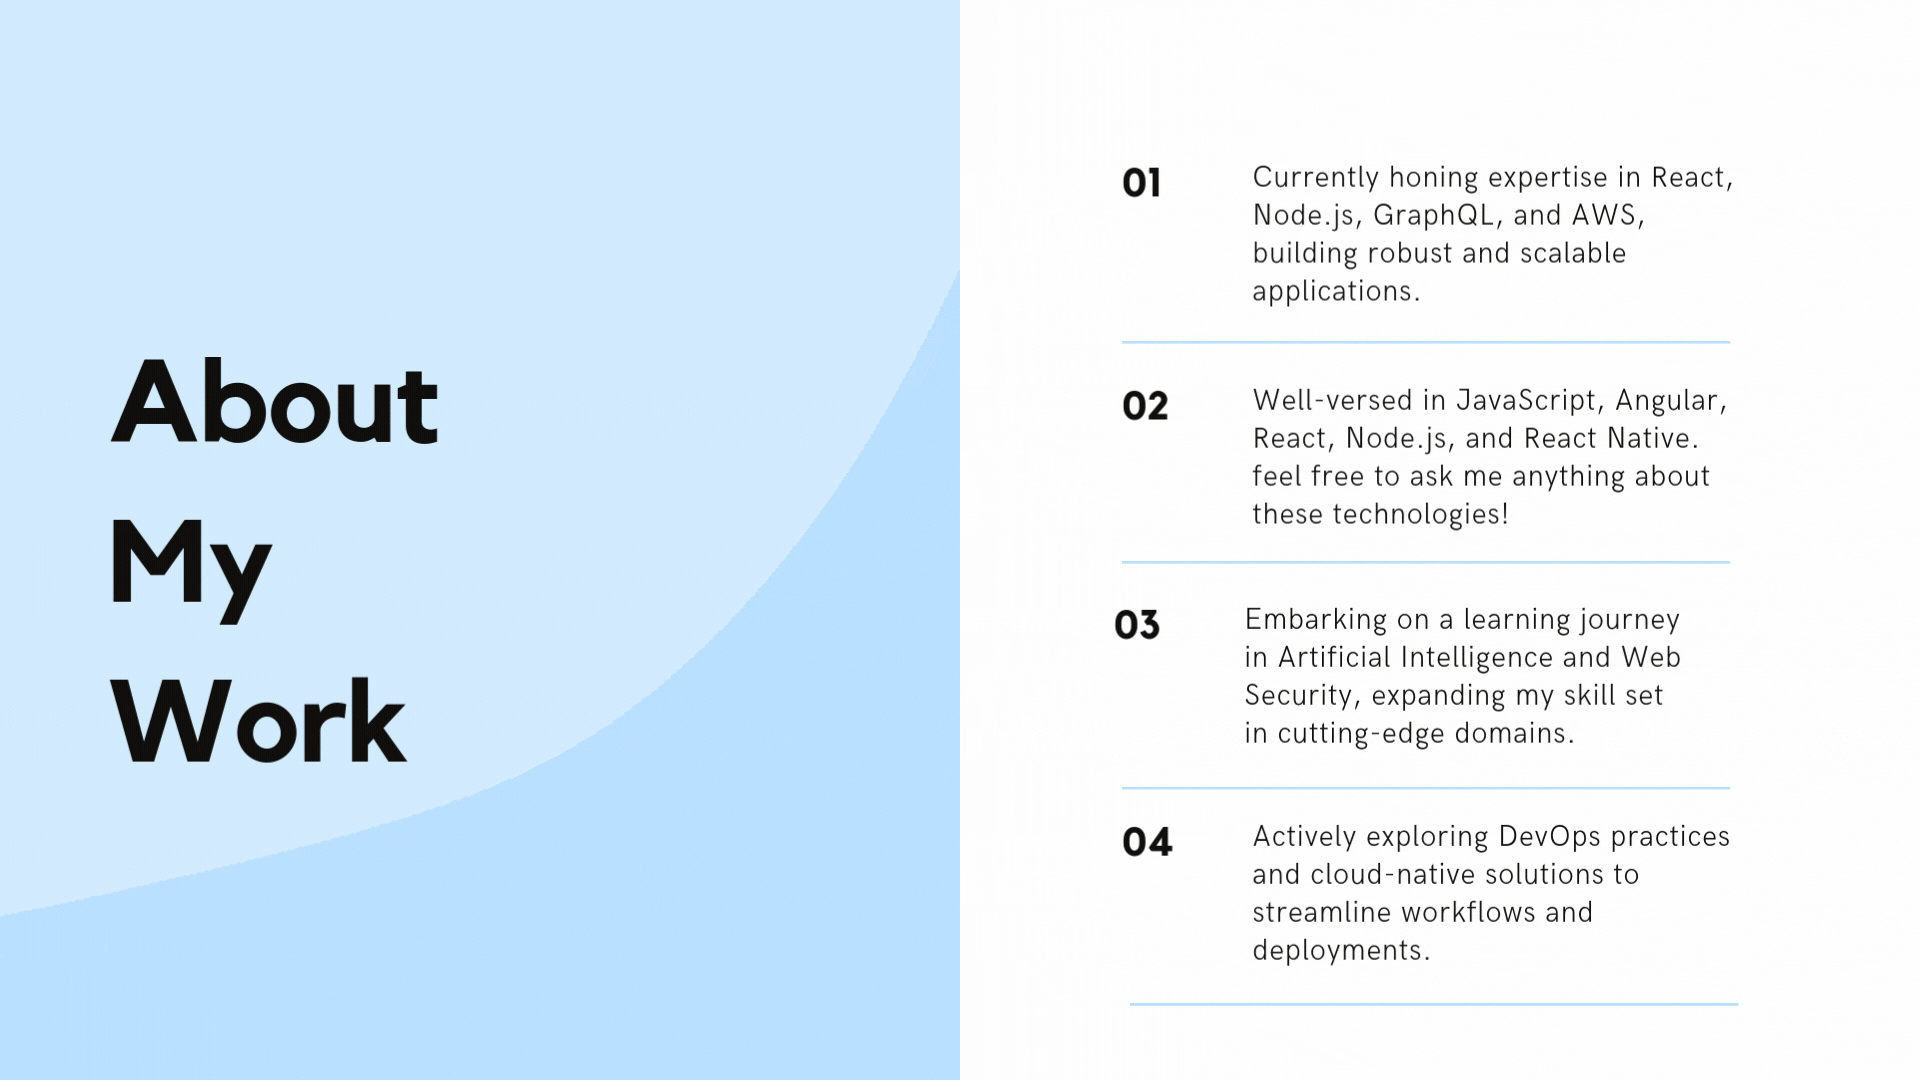 About
My
Work
01
Currently honing expertise in React,
Node.js, GraphQL, and AWS,
building robust and scalable
applications.
02
Well-versed in JavaScript, Angular,
React, Node.js, and React Native.
feel free to ask me anything about
these technologies!
03
Embarking on a learning journey
in Artificial Intelligence and Web
Security, expanding my skill set
in cutting-edge domains.
04
Actively exploring DevOps practices
and cloud-native solutions to
streamline workflows and
deployments.